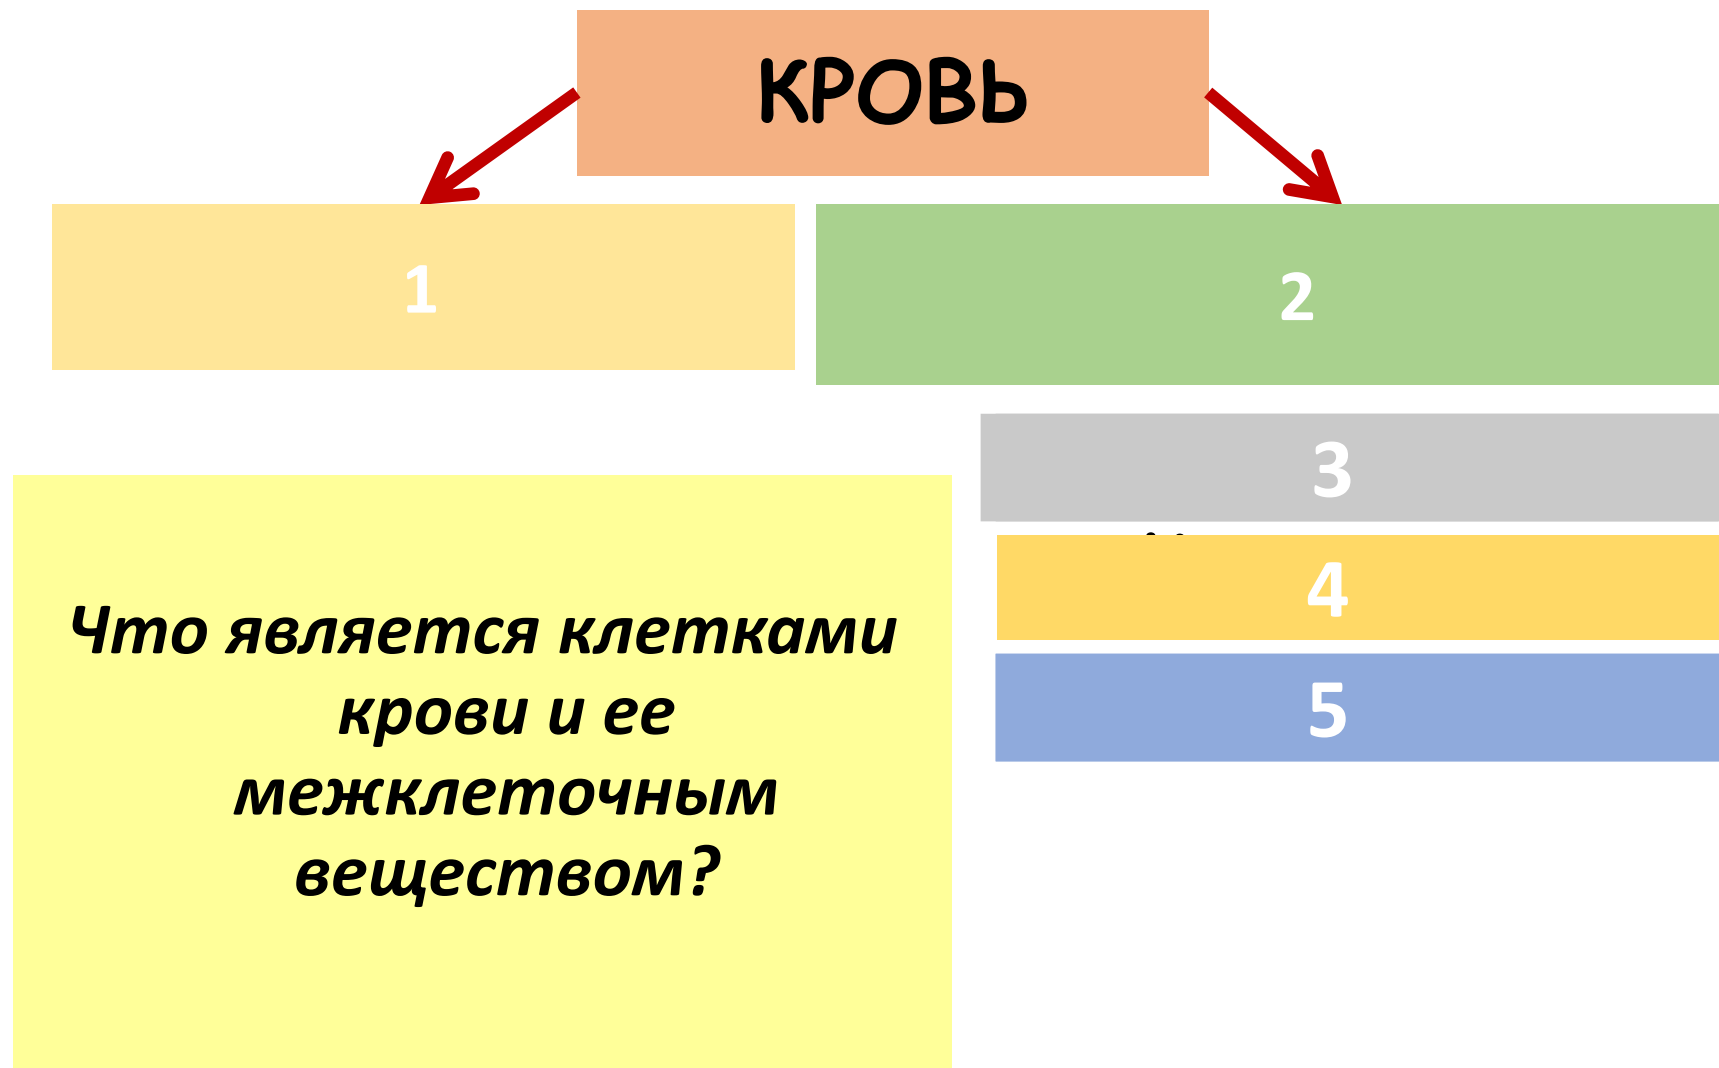 КРОВЬ
1
2
3
4
5
Что является клетками
крови и ее
межклеточным
веществом?